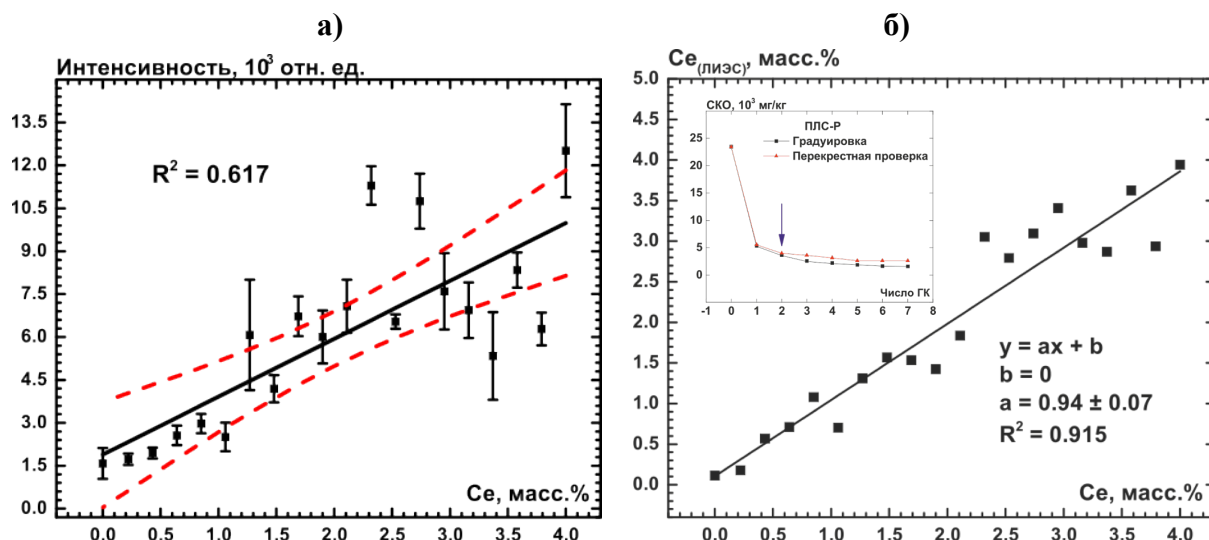 а)
Интенсивность, 10³ отн. ед.
13.5
12.0
10.5
9.0
7.5
6.0
4.5
3.0
1.5
0.0
R² = 0.617
Ce, масс.%
0.0 0.5 1.0 1.5 2.0 2.5 3.0 3.5 4.0
б)
Ce(ЛИЭС), масс.%
5.0
4.5
4.0
3.5
3.0
2.5
2.0
1.5
1.0
0.5
0.0
СКО, 10³ мг/кг
ПЛС-Р
Градуировка
Перекрестная проверка
25
20
15
10
5
0
Число ГК
-1 0 1 2 3 4 5 6 7 8
y = ax + b
b = 0
a = 0.94 ± 0.07
R² = 0.915
Ce, масс.%
0.0 0.5 1.0 1.5 2.0 2.5 3.0 3.5 4.0